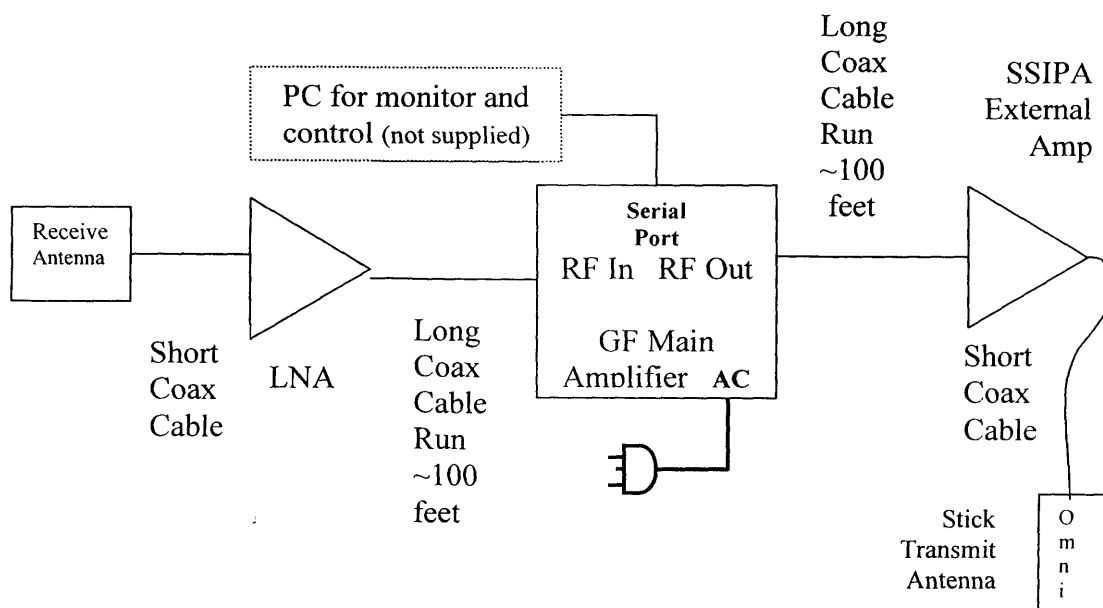 Long
Coax
Cable
Run
~100
feet
SSIPA
External
Amp
PC for monitor and
control (not supplied)
Receive
Antenna
Serial
Port
RF In RF Out
GF Main
Amplifier AC
Short
Coax
Cable
LNA
Long
Coax
Cable
Run
~100
feet
Short
Coax
Cable
Stick
Transmit
Antenna
O
m
n
i